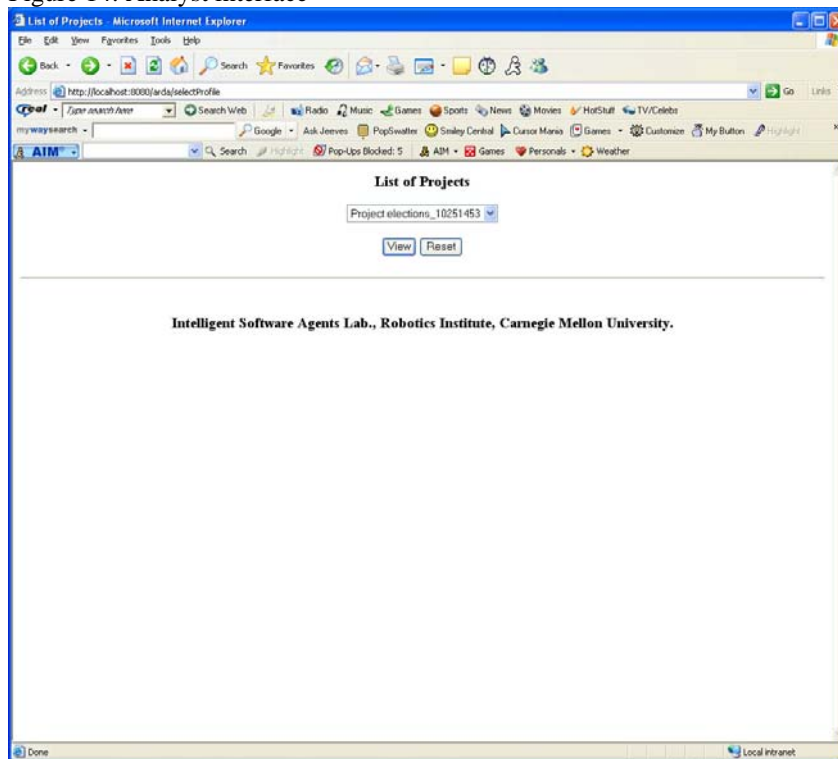 List of Projects - Microsoft Internet Explorer
File Edit View Favorites Tools Help
Back Search Favorites
Address http://localhost:8080/arda/selectProfile Go Links
real Type search here Search Web Radio Music Games Sports News Movies HotStuff TV/Celebs
mywaysearch Google Ask Jeeves PopSwatter Smiley Central Cursor Mania Games Customize My Button Highlight
AIM Search Highlight Pop-Ups Blocked: 5 AIM Games Personals Weather
List of Projects
Project elections_10251453
View Reset
Intelligent Software Agents Lab., Robotics Institute, Carnegie Mellon University.
Done Local intranet